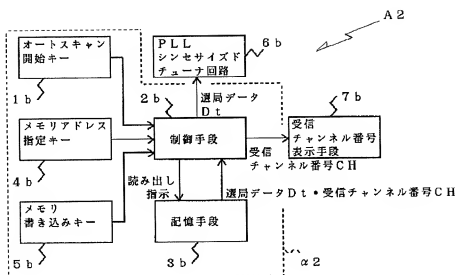 A2
オートスキャン
開始キー
1b
PLL
シンセサイズド
チューナ回路
6b
選局データ
Dt
2b
制御手段
7b
受信
チャンネル番号
表示手段
メモリアドレス
指定キー
4b
受信
チャンネル番号CH
読み出し
指示
選局データDt・受信チャンネル番号CH
メモリ
書き込みキー
5b
記憶手段
3b
α2